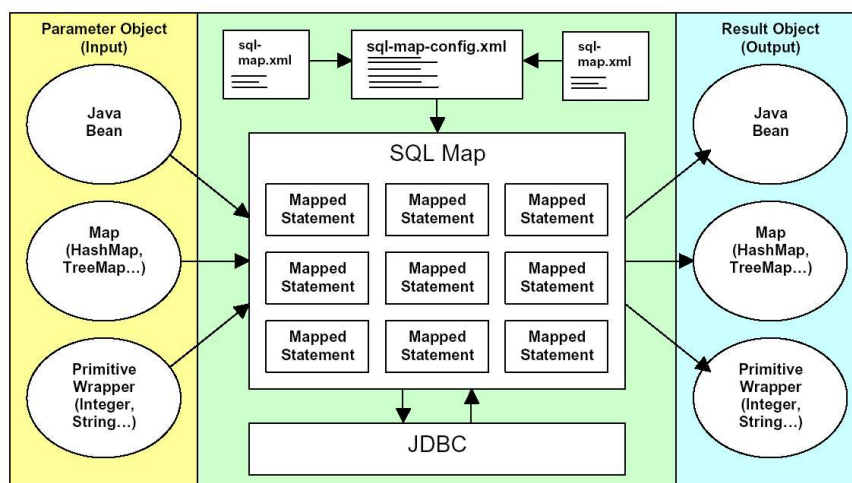 Parameter Object
(Input)
Java
Bean
Map
(HashMap,
TreeMap…)
Primitive
Wrapper
(Integer,
String…)
sql-
map.xml
sql-map-config.xml
sql-
map.xml
SQL Map
Mapped
Statement
Mapped
Statement
Mapped
Statement
Mapped
Statement
Mapped
Statement
Mapped
Statement
Mapped
Statement
Mapped
Statement
Mapped
Statement
JDBC
Result Object
(Output)
Java
Bean
Map
(HashMap,
TreeMap…)
Primitive
Wrapper
(Integer,
String…)